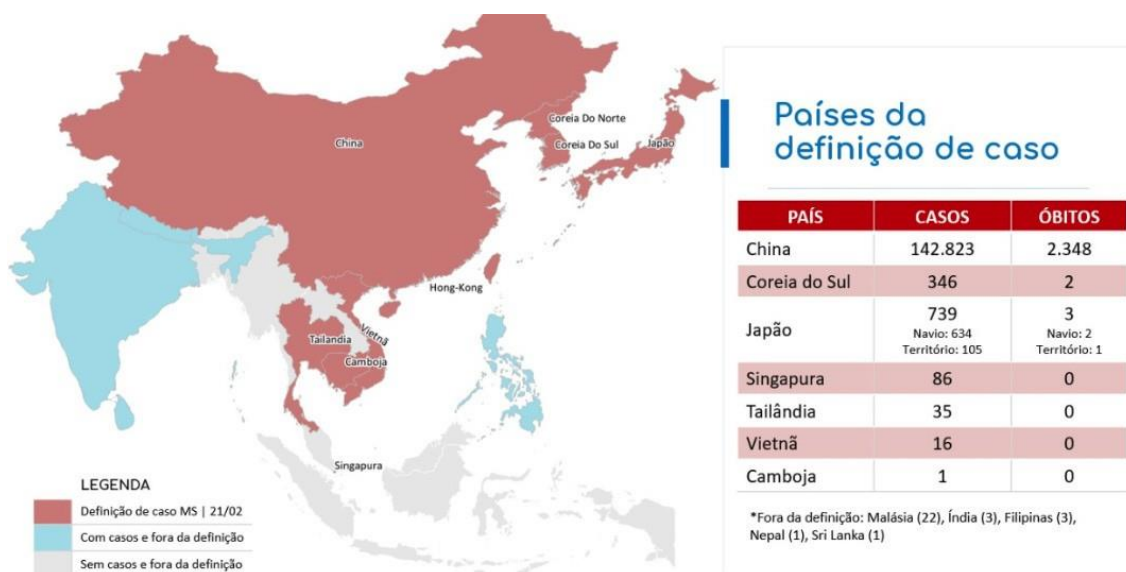 Coreia Do Norte
China
Coreia Do Sul
Japão
Hong-Kong
Vietnã
Tailandia
Camboja
Singapura
LEGENDA
Definição de caso MS | 21/02
Com casos e fora da definição
Sem casos e fora da definição
Países da
definição de caso
PAÍS CASOS ÓBITOS
China 142.823 2.348
Coreia do Sul 346 2
Japão 739 3
Navio: 634 Navio: 2
Território: 105 Território: 1
Singapura 86 0
Tailândia 35 0
Vietnã 16 0
Camboja 1 0
*Fora da definição: Malásia (22), Índia (3), Filipinas (3),
Nepal (1), Sri Lanka (1)